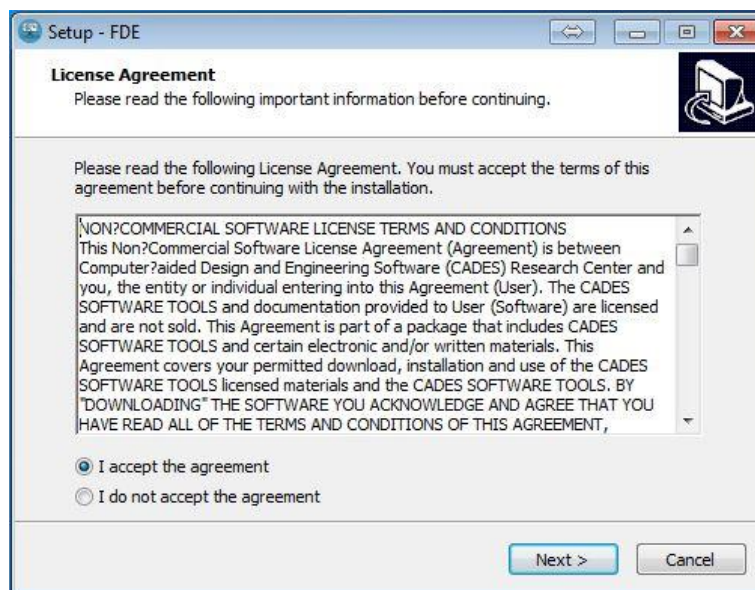 Setup - FDE
License Agreement
Please read the following important information before continuing.
Please read the following License Agreement. You must accept the terms of this
agreement before continuing with the installation.
NON?COMMERCIAL SOFTWARE LICENSE TERMS AND CONDITIONS
This Non?Commercial Software License Agreement (Agreement) is between
Computer?aided Design and Engineering Software (CADES) Research Center and
you, the entity or individual entering into this Agreement (User). The CADES
SOFTWARE TOOLS and documentation provided to User (Software) are licensed
and are not sold. This Agreement is part of a package that includes CADES
SOFTWARE TOOLS and certain electronic and/or written materials. This
Agreement covers your permitted download, installation and use of the CADES
SOFTWARE TOOLS licensed materials and the CADES SOFTWARE TOOLS. BY
"DOWNLOADING" THE SOFTWARE YOU ACKNOWLEDGE AND AGREE THAT YOU
HAVE READ ALL OF THE TERMS AND CONDITIONS OF THIS AGREEMENT,
I accept the agreement
I do not accept the agreement
Next >
Cancel